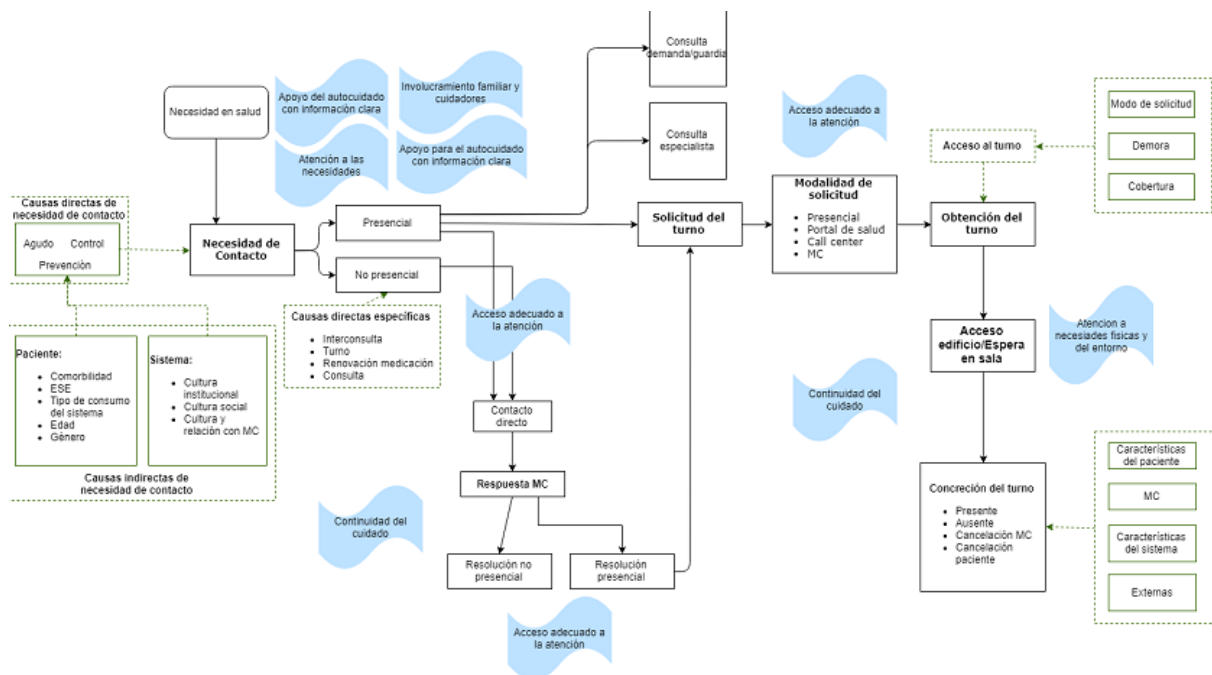 Consulta
demanda/guardia
Necesidad en salud
Apoyo del autocuidado
con información clara
Involucramiento familiar y
cuidadores
Atención a las
necesidades
Apoyo para el autocuidado
con información clara
Consulta
especialista
Acceso adecuado a
la atención
Modo de solicitud
Acceso al turno
Demora
Cobertura
Causas directas de
necesidad de contacto
Agudo Control
Prevención
Necesidad de
Contacto
Presencial
No presencial
Solicitud del
turno
Modalidad de
solicitud
• Presencial
• Portal de salud
• Call center
• MC
Obtención del
turno
Causas directas específicas
• Interconsulta
• Turno
• Renovación medicación
• Consulta
Acceso adecuado a
la atención
Acceso
edificio/Espera
en sala
Atencion a
necesiades fisicas y
del entorno
Paciente:
• Comorbilidad
• ESE
• Tipo de consumo
del sistema
• Edad
• Género
Sistema:
• Cultura
institucional
• Cultura social
• Cultura y
relación con MC
Causas indirectas de
necesidad de contacto
Contacto
directo
Continuidad del
cuidado
Respuesta MC
Continuidad del
cuidado
Resolución no
presencial
Resolución
presencial
Acceso adecuado a
la atención
Concreción del turno
• Presente
• Ausente
• Cancelación MC
• Cancelación
paciente
Características
del paciente
MC
Características
del sistema
Externas